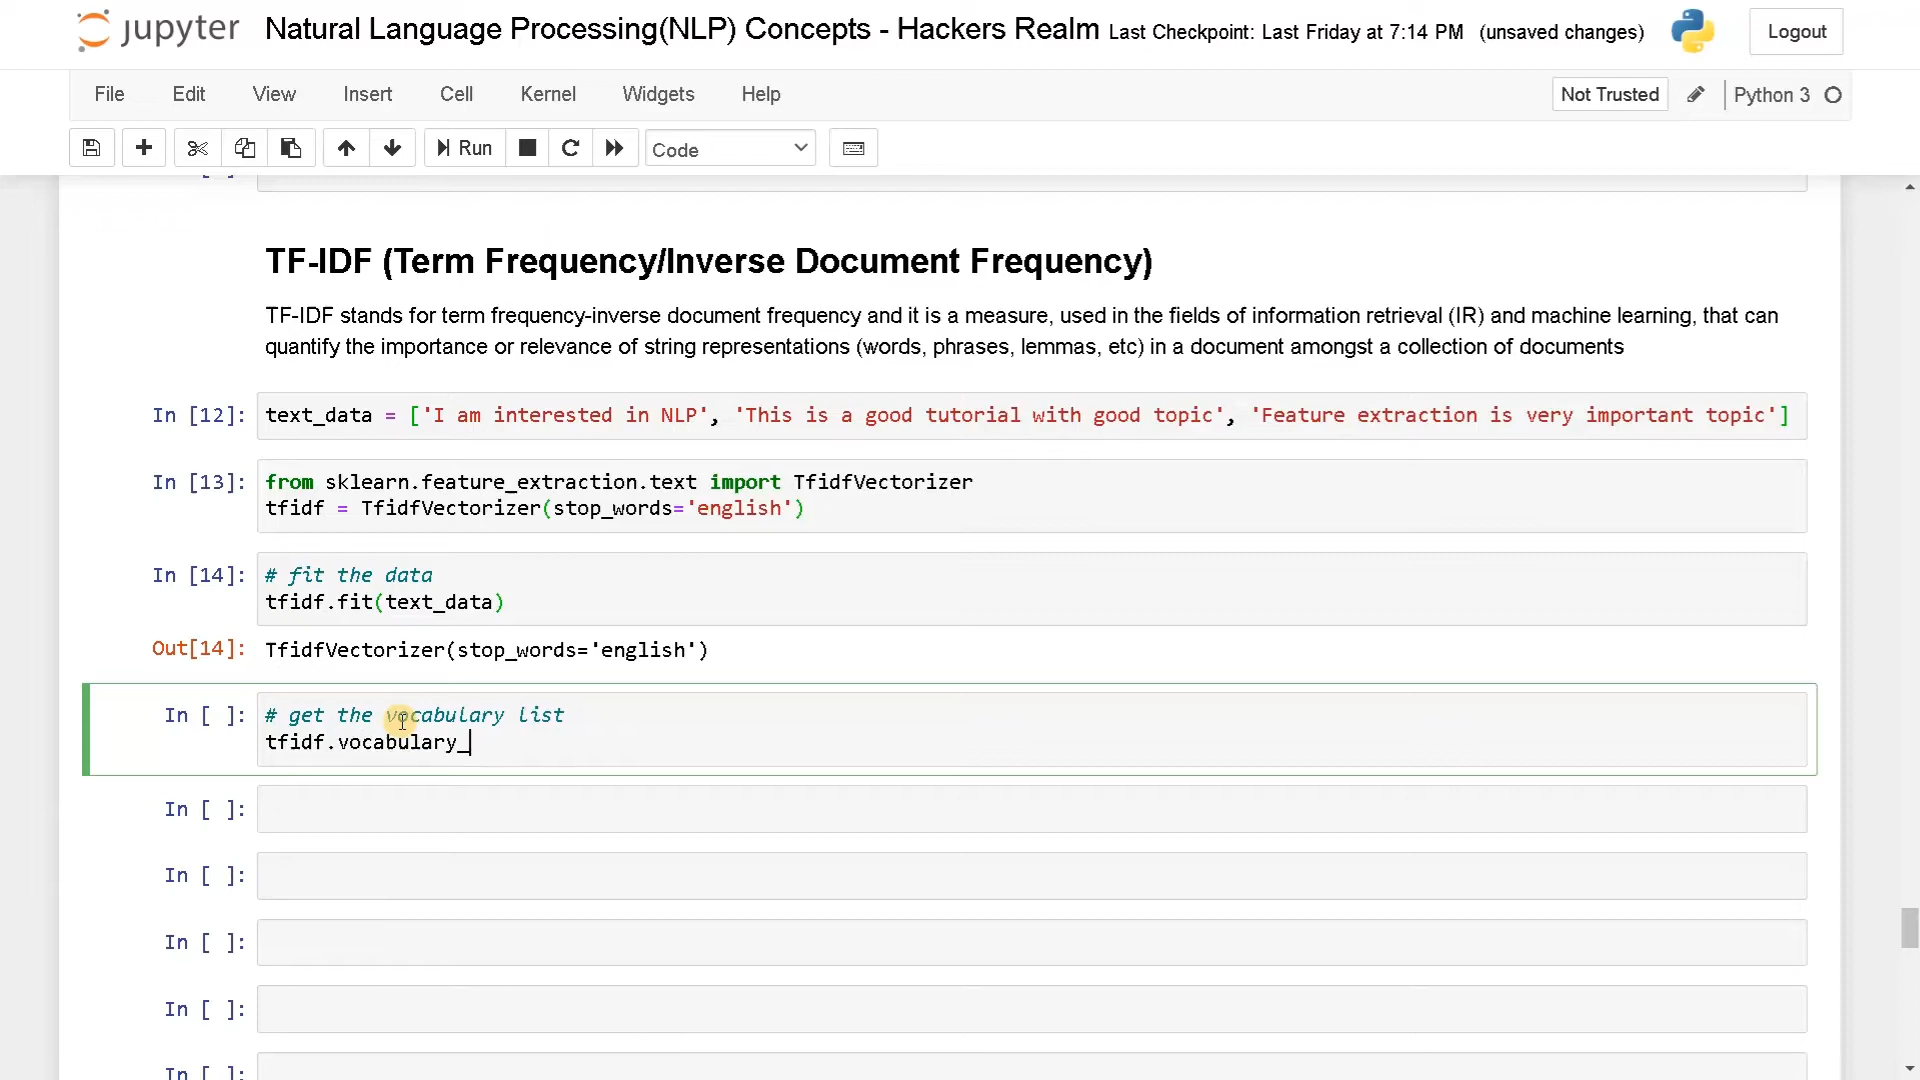 jupyter Natural Language Processing(NLP) Concepts - Hackers Realm Last Checkpoint: Last Friday at 7:14 PM (unsaved changes) Logout
File Edit View Insert Cell Kernel Widgets Help Not Trusted Python 3
Run Code
TF-IDF (Term Frequency/Inverse Document Frequency)
TF-IDF stands for term frequency-inverse document frequency and it is a measure, used in the fields of information retrieval (IR) and machine learning, that can
quantify the importance or relevance of string representations (words, phrases, lemmas, etc) in a document amongst a collection of documents
In [12]: text_data = ['I am interested in NLP', 'This is a good tutorial with good topic', 'Feature extraction is very important topic']
In [13]: from sklearn.feature_extraction.text import TfidfVectorizer
tfidf = TfidfVectorizer(stop_words='english')
In [14]: # fit the data
tfidf.fit(text_data)
Out[14]: TfidfVectorizer(stop_words='english')
In [ ]: # get the vocabulary list
tfidf.vocabulary_
In [ ]:
In [ ]:
In [ ]:
In [ ]:
In [ ]: